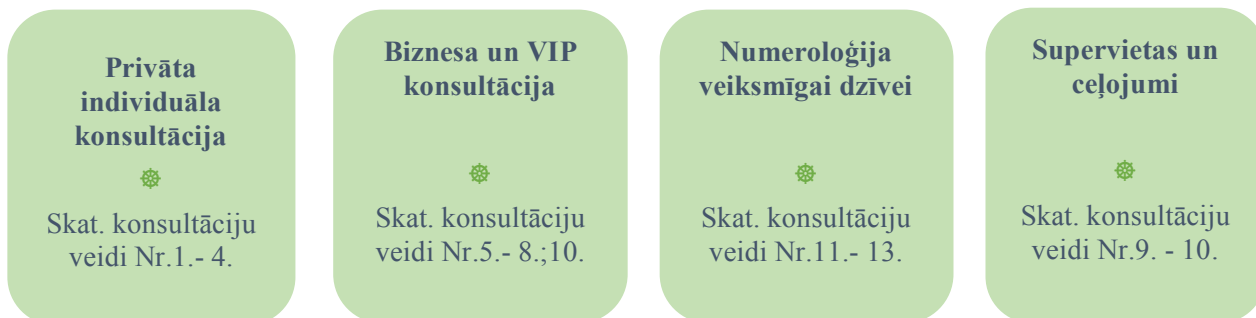 Privāta
individuāla
konsultācija
Skat. konsultāciju
veidi Nr.1.- 4.
Biznesa un VIP
konsultācija
Skat. konsultāciju
veidi Nr.5.- 8.;10.
Numeroloģija
veiksmīgai dzīvei
Skat. konsultāciju
veidi Nr.11.- 13.
Supervietas un
ceļojumi
Skat. konsultāciju
veidi Nr.9. - 10.